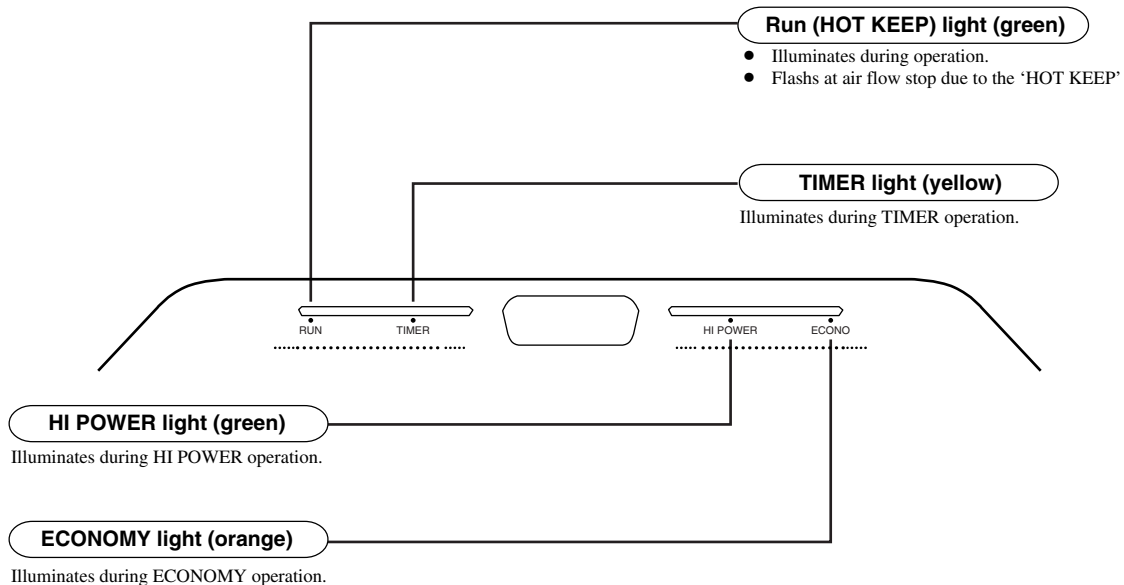 Run (HOT KEEP) light (green)
● Illuminates during operation.
● Flashes at air flow stop due to the ‘HOT KEEP’
TIMER light (yellow)
Illuminates during TIMER operation.
RUN TIMER HI POWER ECONO
HI POWER light (green)
Illuminates during HI POWER operation.
ECONOMY light (orange)
Illuminates during ECONOMY operation.